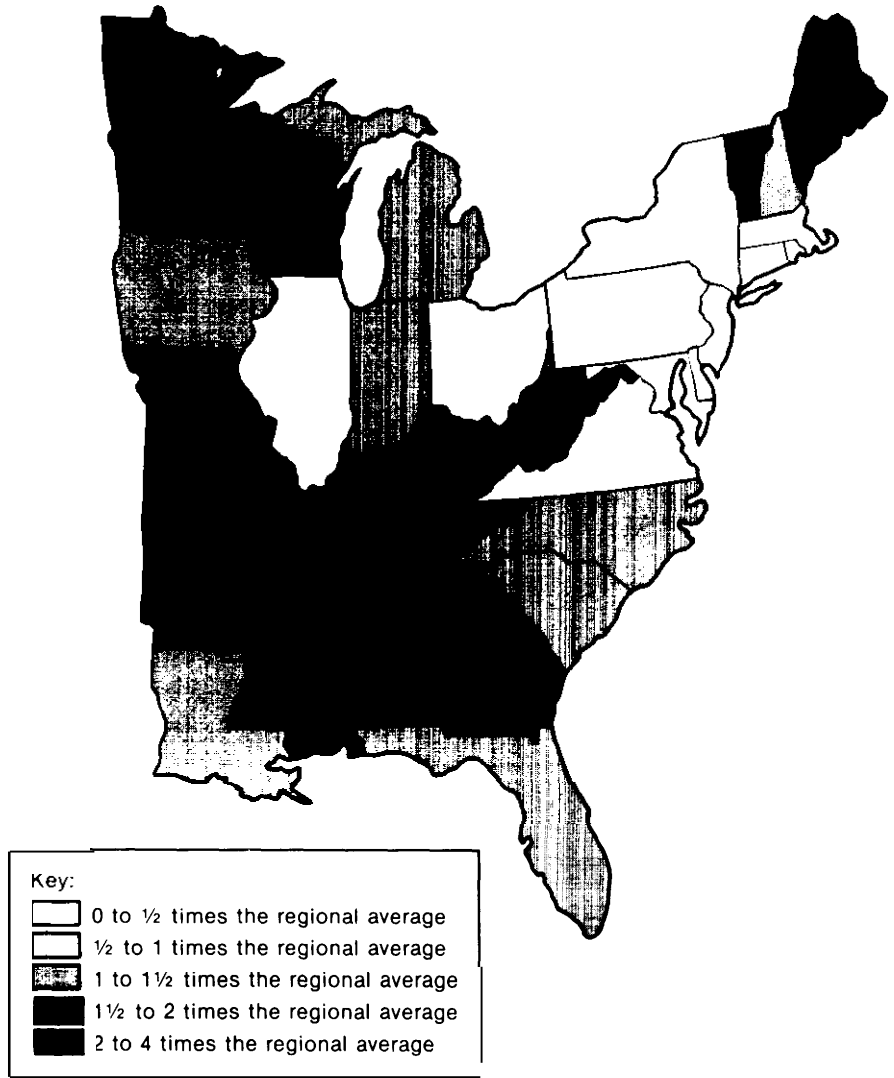 Key:
0 to ½ times the regional average
½ to 1 times the regional average
1 to 1½ times the regional average
1½ to 2 times the regional average
2 to 4 times the regional average